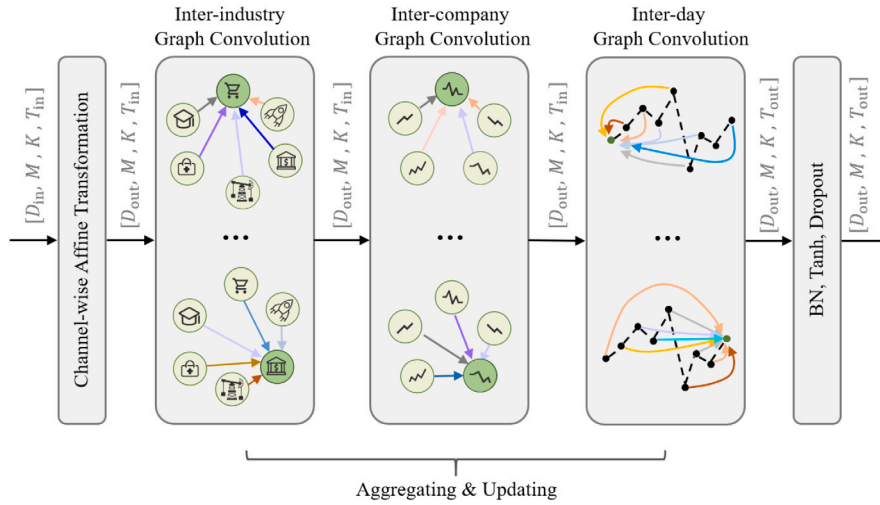 Inter-industry
Graph Convolution
Inter-company
Graph Convolution
Inter-day
Graph Convolution
[D_in, M , K , T_in]
Channel-wise Affine Transformation
[D_out, M , K , T_in]
[D_out, M , K , T_in]
[D_out, M , K , T_in]
[D_out, M , K , T_out]
BN, Tanh, Dropout
[D_out, M , K , T_out]
$
...
...
...
$
Aggregating & Updating